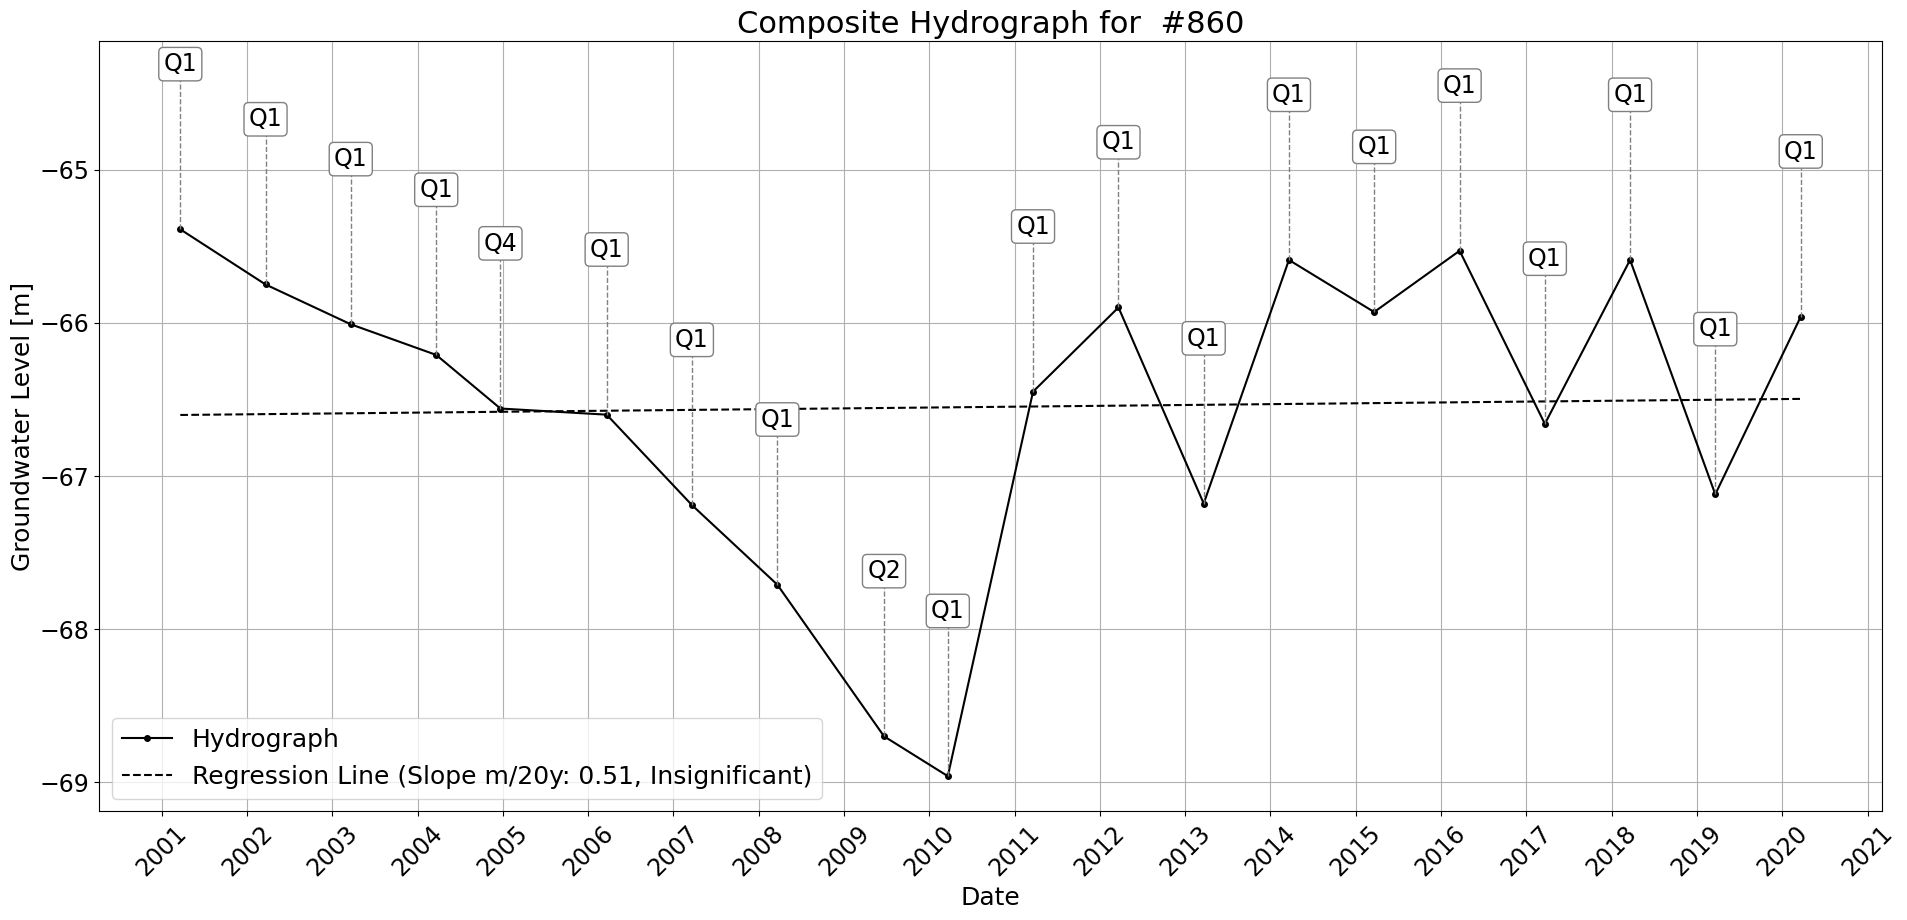 Composite Hydrograph for  #860
Q1
Q1
Q1
Q1
Q4
Q1
Q1
Q1
Q2
Q1
Q1
Q1
Q1
Q1
Q1
Q1
Q1
Q1
Q1
Q1
Groundwater Level [m]
−65
−66
−67
−68
−69
Hydrograph
Regression Line (Slope m/20y: 0.51, Insignificant)
2001
2002
2003
2004
2005
2006
2007
2008
2009
2010
2011
2012
2013
2014
2015
2016
2017
2018
2019
2020
2021
Date